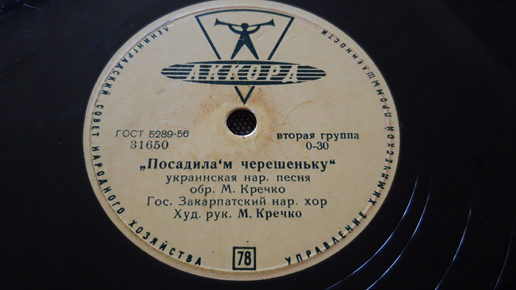 ЛЕНИНГРАДСКИЙ СОВЕТ НАРОДНОГО ХОЗЯЙСТВА
УПРАВЛЕНИЕ ХИМИЧЕСКОЙ ПРОМЫШЛЕННОСТИ
АККОРД
ГОСТ 5289-56
31650
вторая группа
0-30
„Посадила‘м черешеньку“
украинская нар. песня
обр. М. Кречко
Гос. Закарпатский нар. хор
Худ. рук. М. Кречко
78